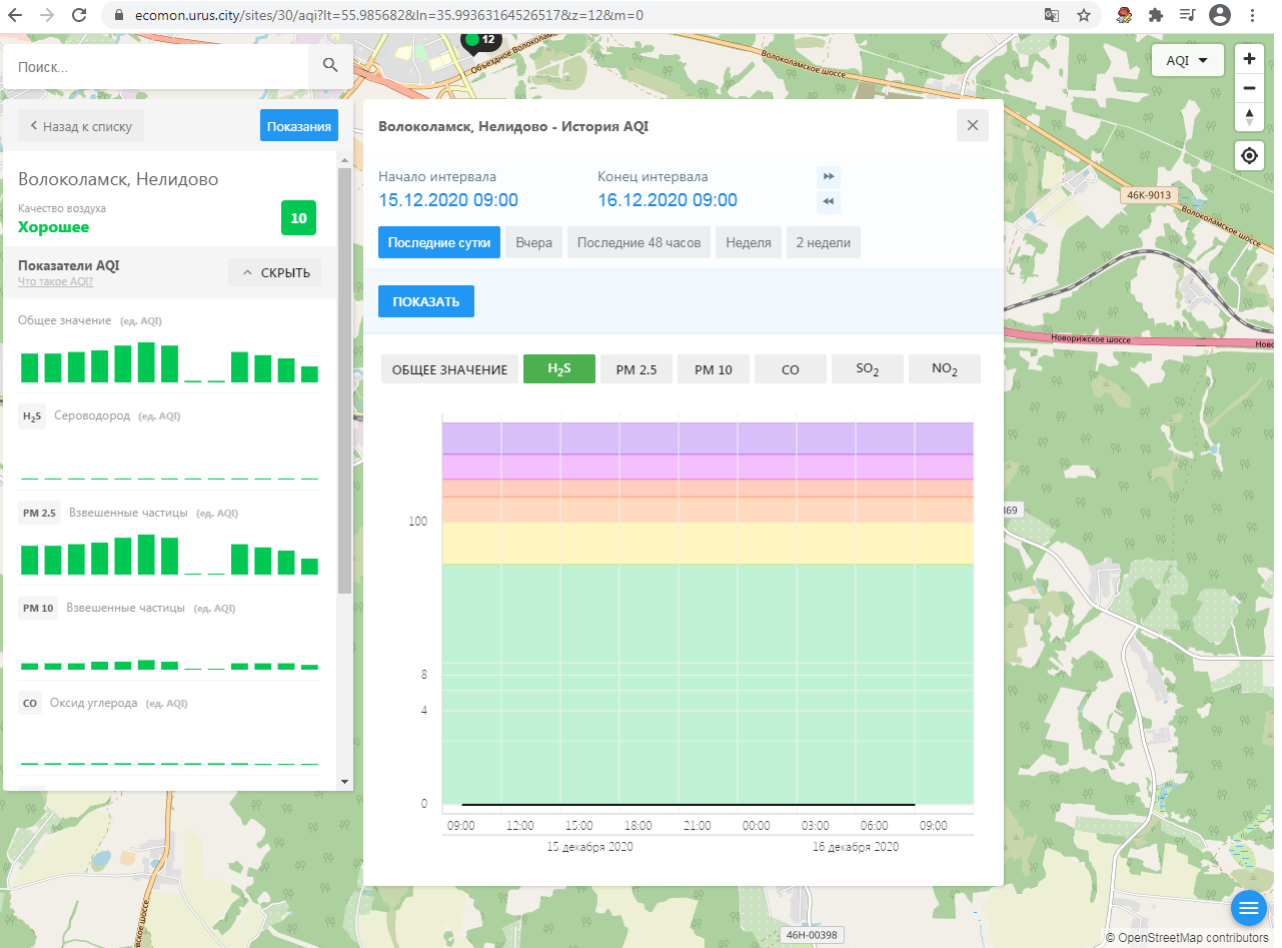 ecomon.urus.city/sites/30/aqi?lt=55.985682&ln=35.99363164526517&z=12&m=0
12
Объездное Волоколам
Волоколамское шоссе
Поиск...
AQI
Назад к списку
Показания
Волоколамск, Нелидово
Качество воздуха
Хорошее
10
Показатели AQI
Что такое AQI?
СКРЫТЬ
Общее значение (ед. AQI)
H2S Сероводород (ед. AQI)
PM 2.5 Взвешенные частицы (ед. AQI)
PM 10 Взвешенные частицы (ед. AQI)
CO Оксид углерода (ед. AQI)
Волоколамск, Нелидово - История AQI
Начало интервала
15.12.2020 09:00
Конец интервала
16.12.2020 09:00
Последние сутки
Вчера
Последние 48 часов
Неделя
2 недели
ПОКАЗАТЬ
ОБЩЕЕ ЗНАЧЕНИЕ
H2S
PM 2.5
PM 10
CO
SO2
NO2
100
8
4
0
09:00 12:00 15:00 18:00 21:00 00:00 03:00 06:00 09:00
15 декабря 2020 16 декабря 2020
46К-9013
Волоколамское шоссе
Новорижское шоссе
Ново
369
46Н-00398
© OpenStreetMap contributors